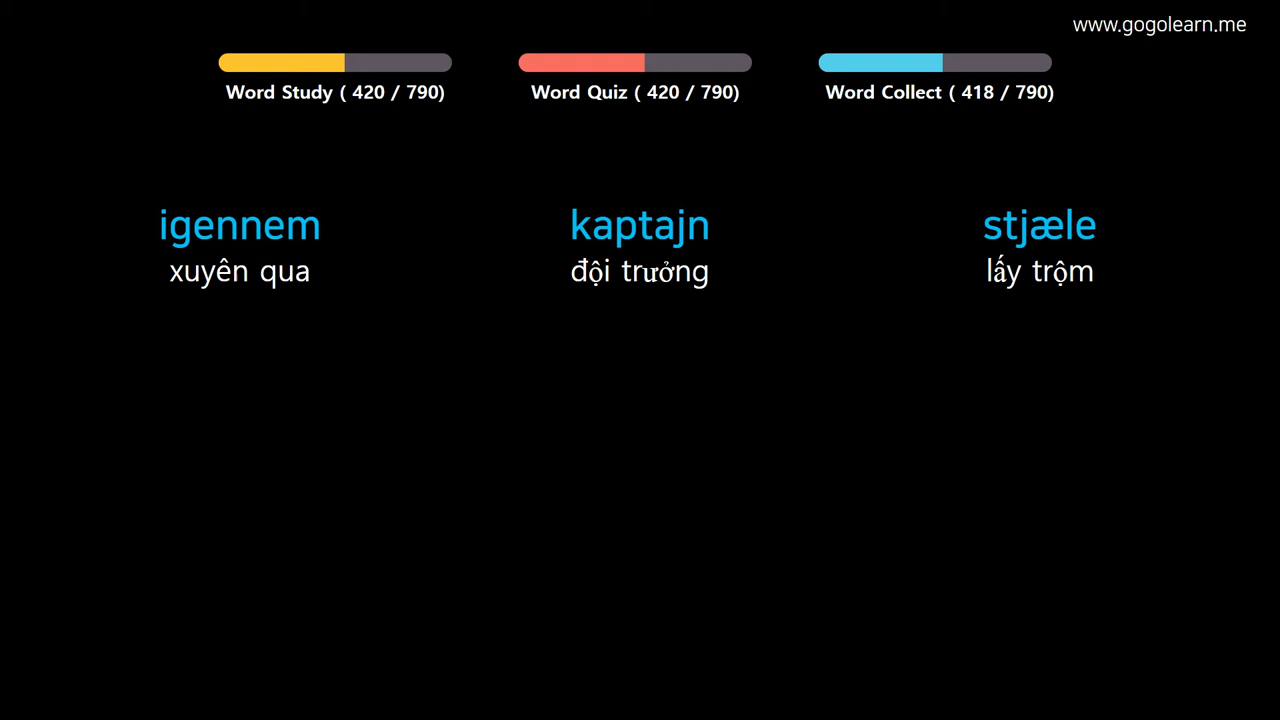 www.gogolearn.me
Word Study ( 420 / 790)
Word Quiz ( 420 / 790)
Word Collect ( 418 / 790)
igennem
xuyên qua
kaptajn
đội trưởng
stjæle
lấy trộm